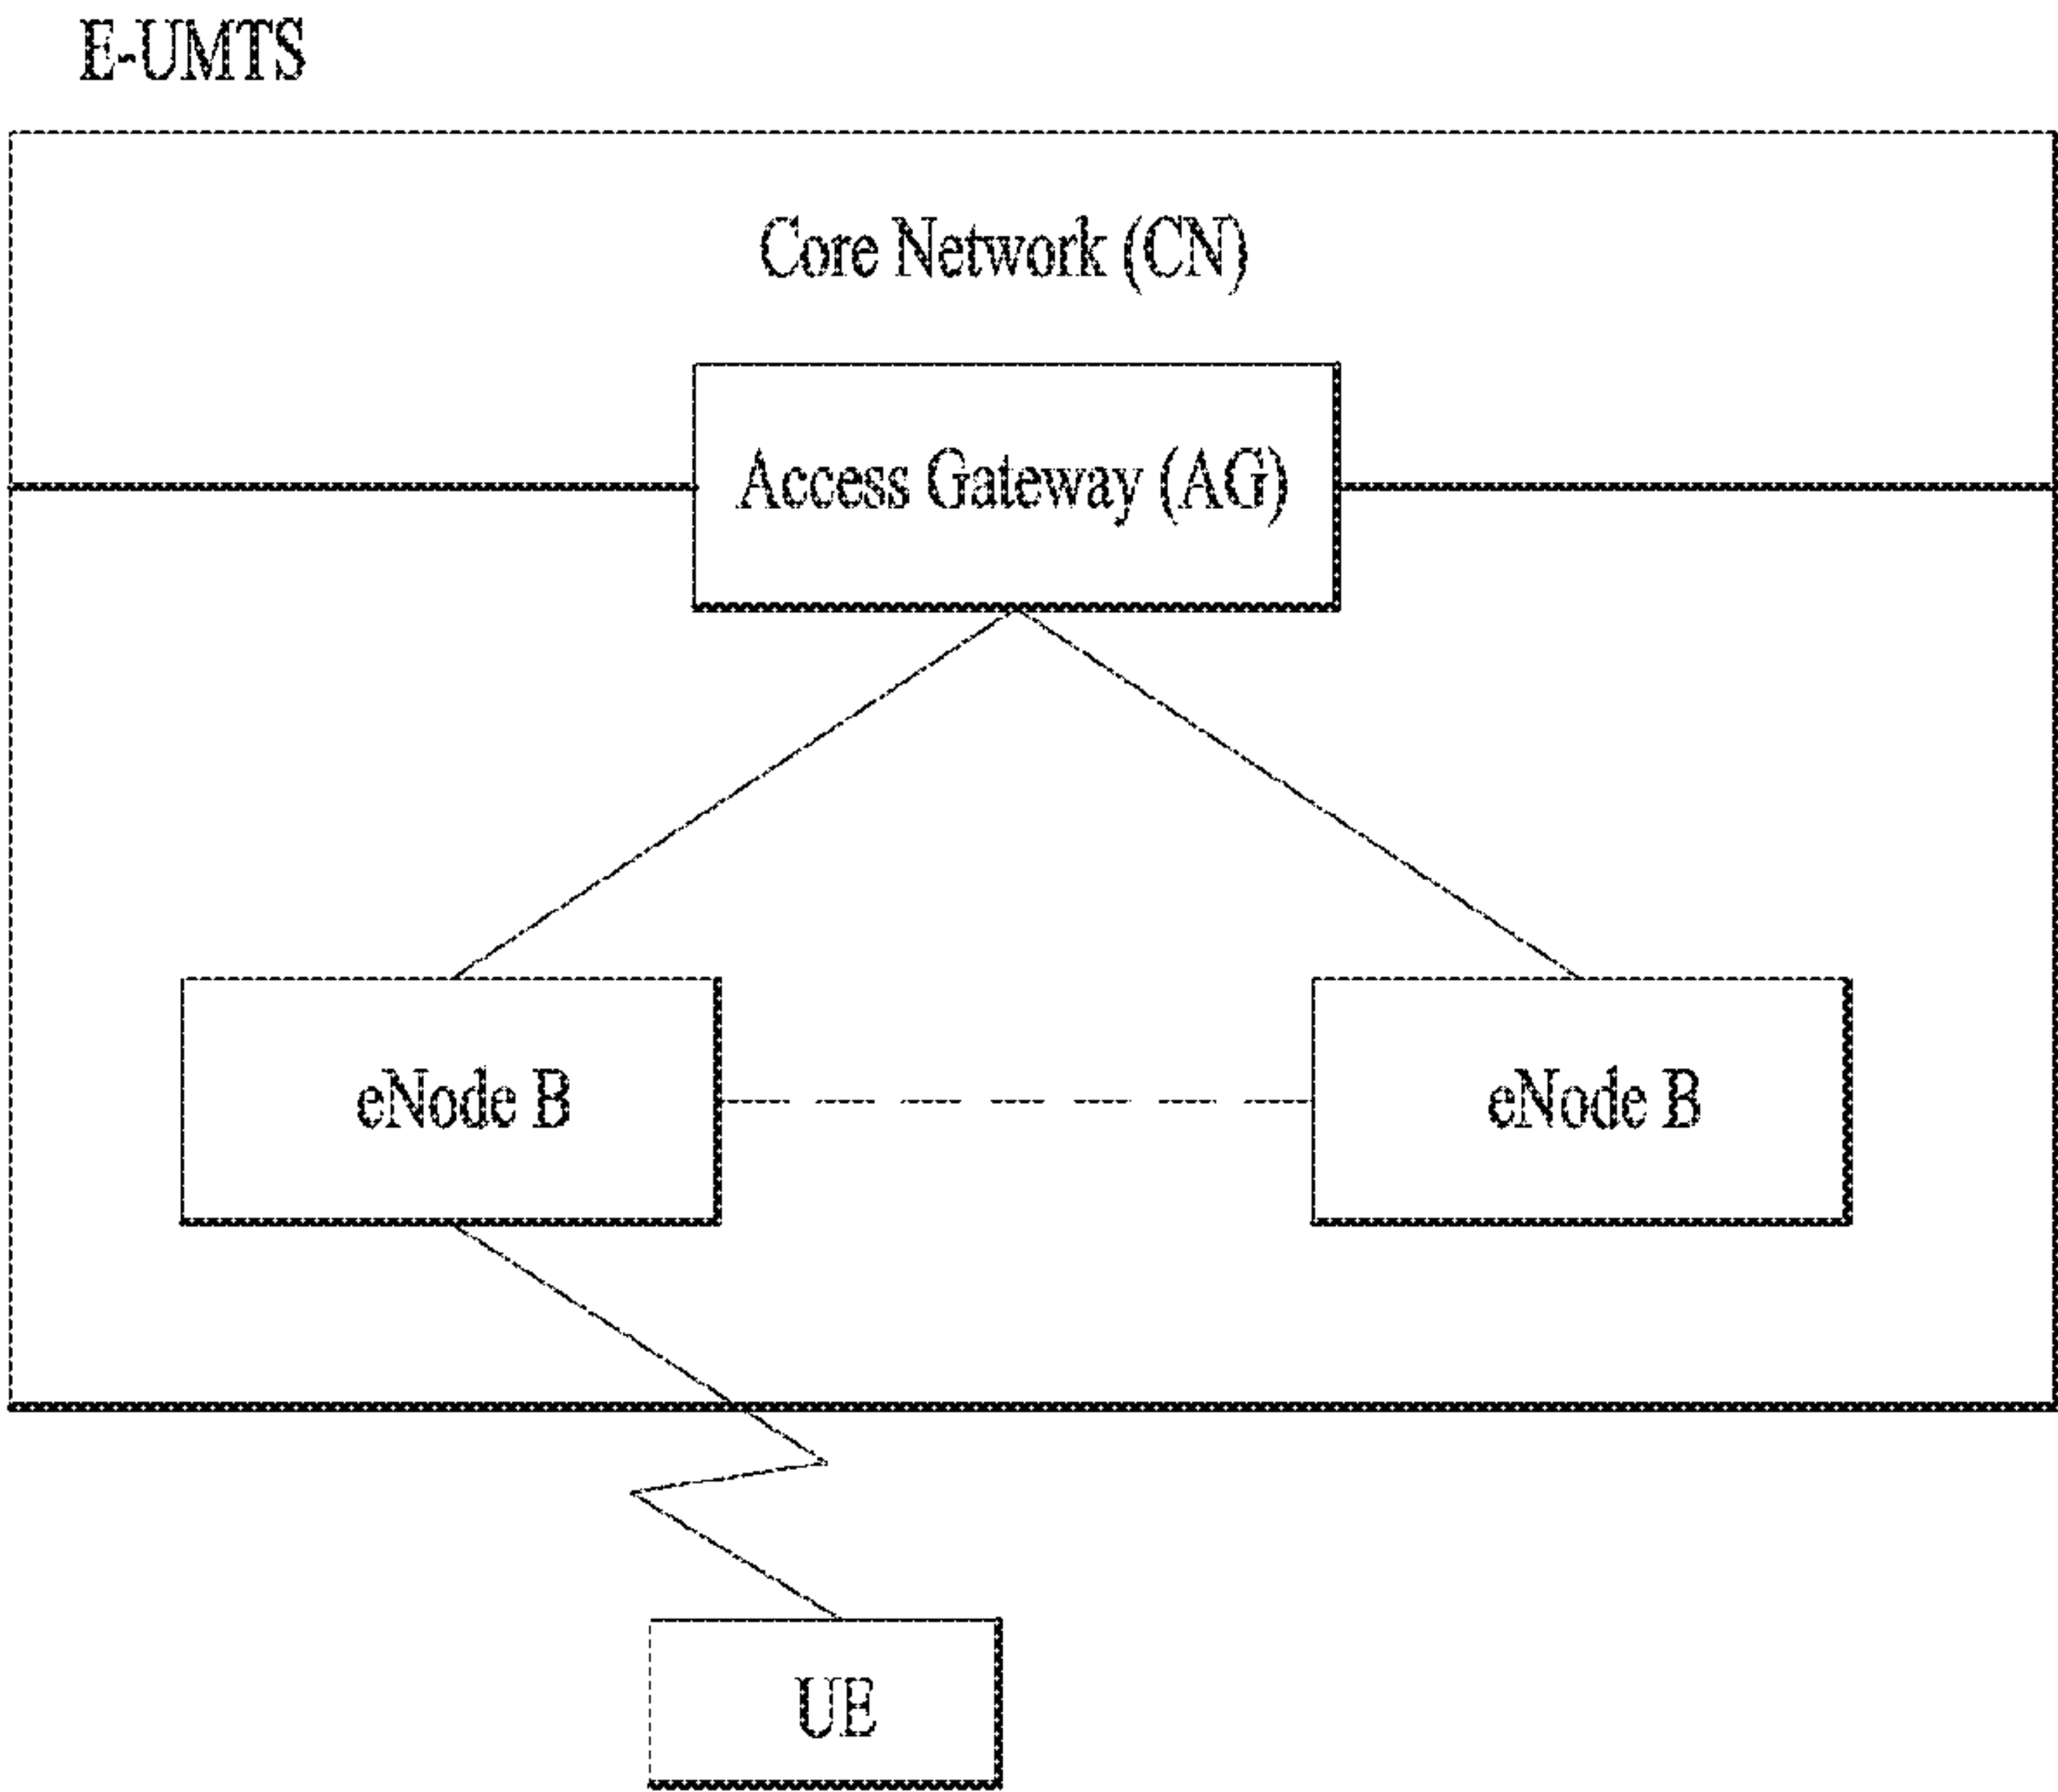 E-UMTS
Core Network (CN)
Access Gateway (AG)
eNode B
eNode B
UE